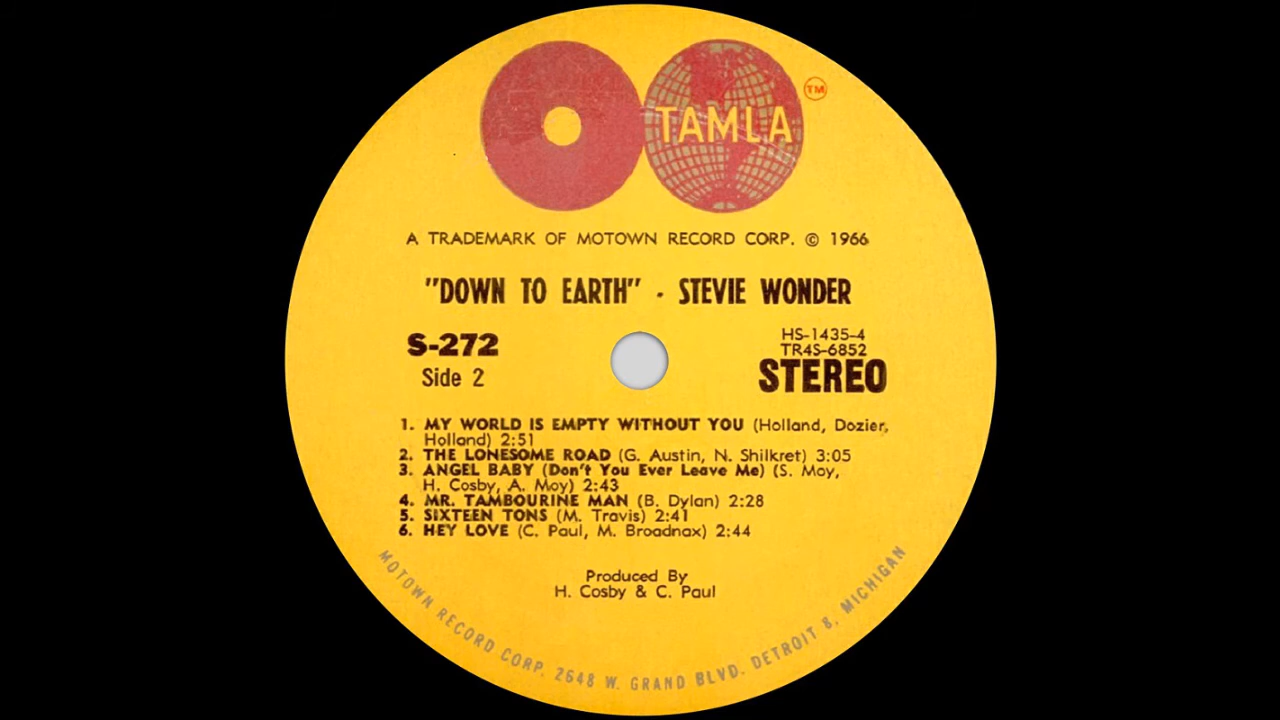 TAMLA
TM
A TRADEMARK OF MOTOWN RECORD CORP. © 1966
"DOWN TO EARTH" · STEVIE WONDER
S-272
Side 2
HS-1435-4
TR4S-6852
STEREO
1. MY WORLD IS EMPTY WITHOUT YOU (Holland, Dozier,
Holland) 2:51
2. THE LONESOME ROAD (G. Austin, N. Shilkret) 3:05
3. ANGEL BABY (Don't You Ever Leave Me) (S. Moy,
H. Cosby, A. Moy) 2:43
4. MR. TAMBOURINE MAN (B. Dylan) 2:28
5. SIXTEEN TONS (M. Travis) 2:41
6. HEY LOVE (C. Paul, M. Broadnax) 2:44
Produced By
H. Cosby & C. Paul
MOTOWN RECORD CORP. 2648 W. GRAND BLVD. DETROIT 8, MICHIGAN